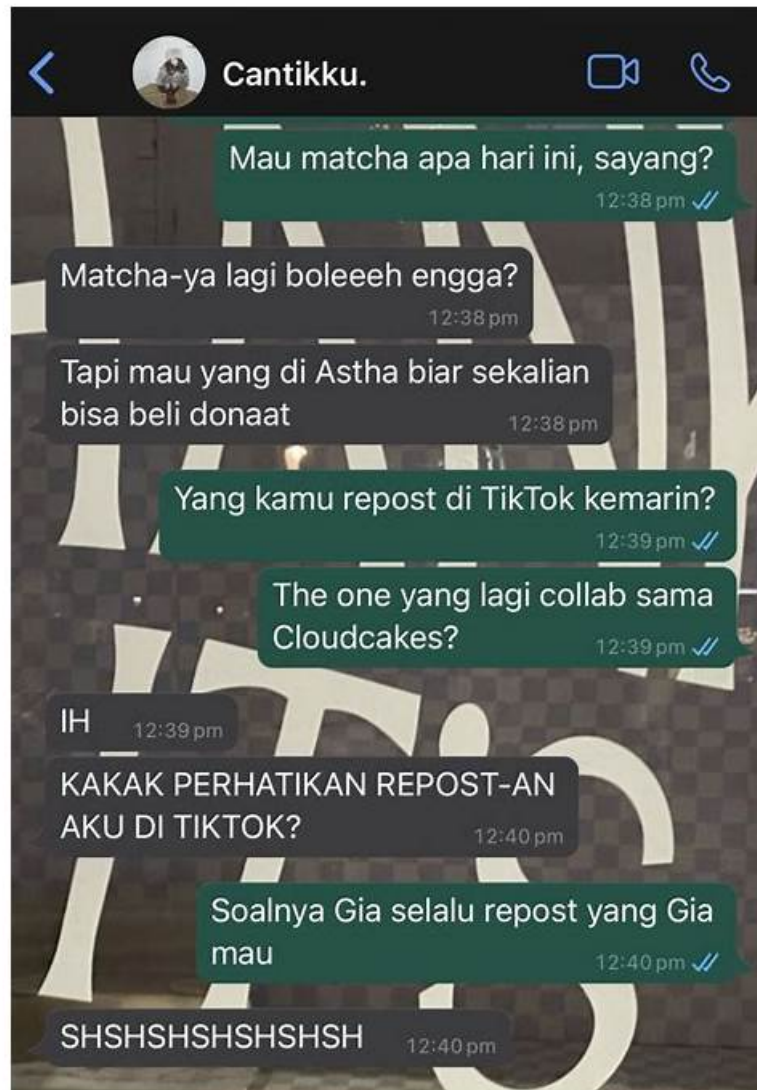 Cantikku.
Mau matcha apa hari ini, sayang?
12:38 pm
Matcha-ya lagi boleeeh engga?
12:38 pm
Tapi mau yang di Astha biar sekalian
bisa beli donaat
12:38 pm
Yang kamu repost di TikTok kemarin?
12:39 pm
The one yang lagi collab sama
Cloudcakes?
12:39 pm
IH
12:39 pm
KAKAK PERHATIKAN REPOST-AN
AKU DI TIKTOK?
12:40 pm
Soalnya Gia selalu repost yang Gia
mau
12:40 pm
SHSHSHSHSHSHSH
12:40 pm